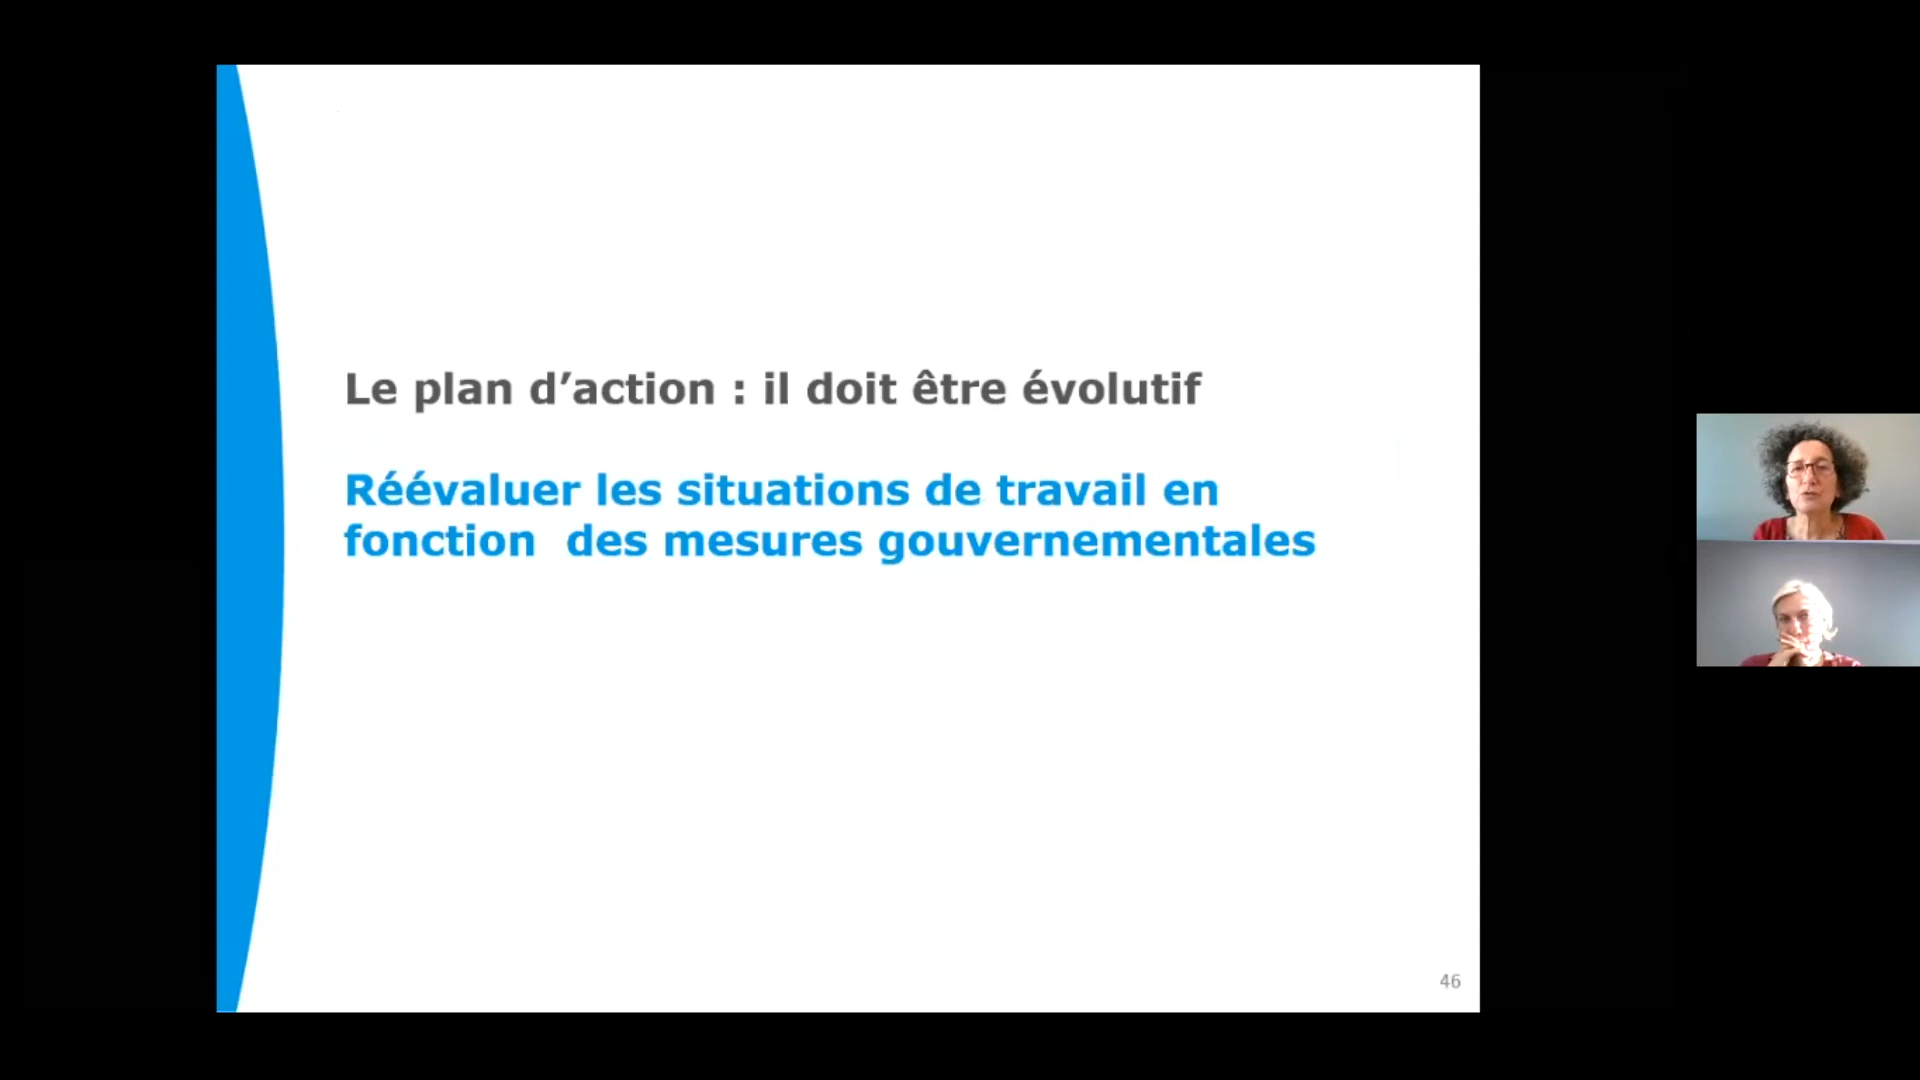 Le plan d’action : il doit être évolutif
Réévaluer les situations de travail en
fonction  des mesures gouvernementales
46